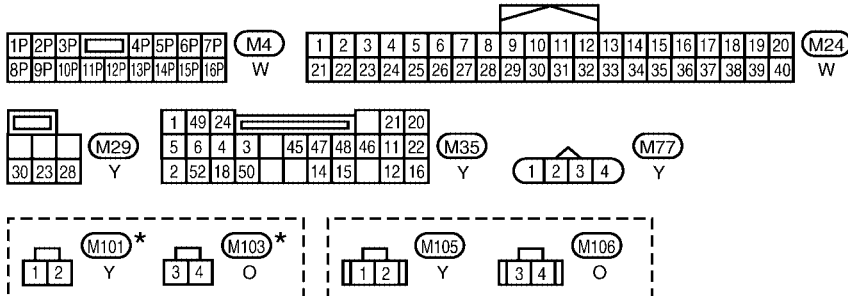 1P 2P 3P 4P 5P 6P 7P M4
8P 9P 10P 11P 12P 13P 14P 15P 16P W
1 2 3 4 5 6 7 8 9 10 11 12 13 14 15 16 17 18 19 20 M24
21 22 23 24 25 26 27 28 29 30 31 32 33 34 35 36 37 38 39 40 W
M29
30 23 28 Y
1 49 24 21 20
5 6 4 3 45 47 48 46 11 22 M35
2 52 18 50 14 15 12 16 Y
1 2 3 4 M77
Y
M101 *
1 2 Y
M103 *
3 4 O
M105
1 2 Y
M106
3 4 O